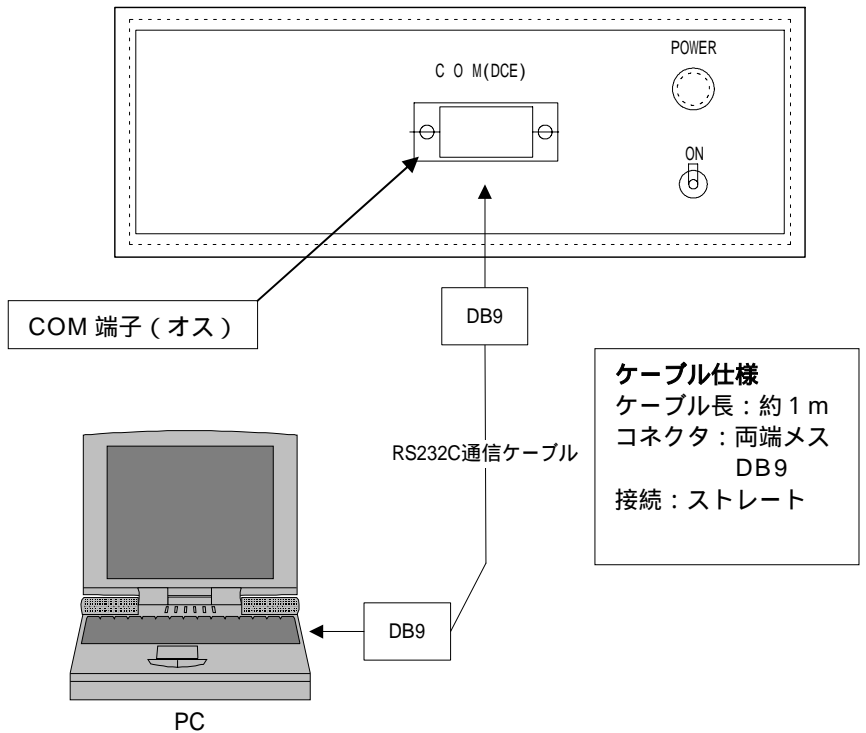 POWER
C O M(DCE)
ON
DB9
COM 端子（オス）
ケーブル仕様
ケーブル長：約１ｍ
コネクタ：両端メス
DB9
接続：ストレート
RS232C通信ケーブル
DB9
PC